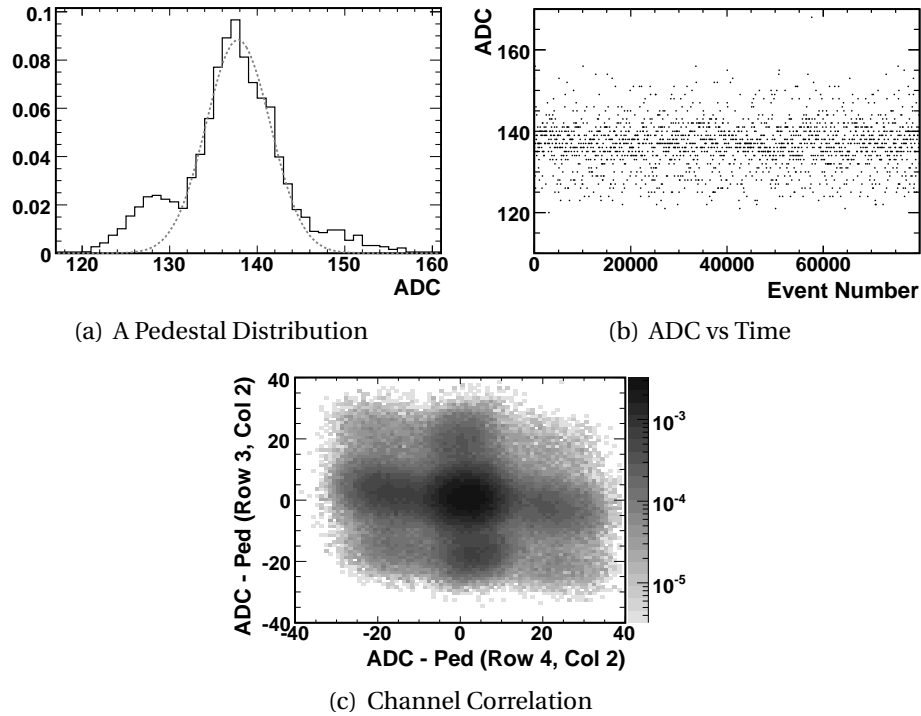 0.1
0.08
0.06
0.04
0.02
0
120 130 140 150 160
ADC
(a) A Pedestal Distribution
ADC
160
140
120
0 20000 40000 60000
Event Number
(b) ADC vs Time
ADC - Ped (Row 3, Col 2)
40
20
0
-20
-40
-40 -20 0 20 40
ADC - Ped (Row 4, Col 2)
10-3
10-4
10-5
(c) Channel Correlation